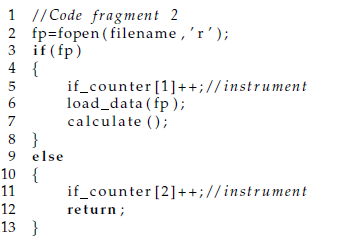 1 //Code fragment 2
2 fp=fopen(filename,'r');
3 if(fp)
4 {
5 if_counter[1]++;//instrument
6 load_data(fp);
7 calculate();
8 }
9 else
10 {
11 if_counter[2]++;//instrument
12 return;
13 }